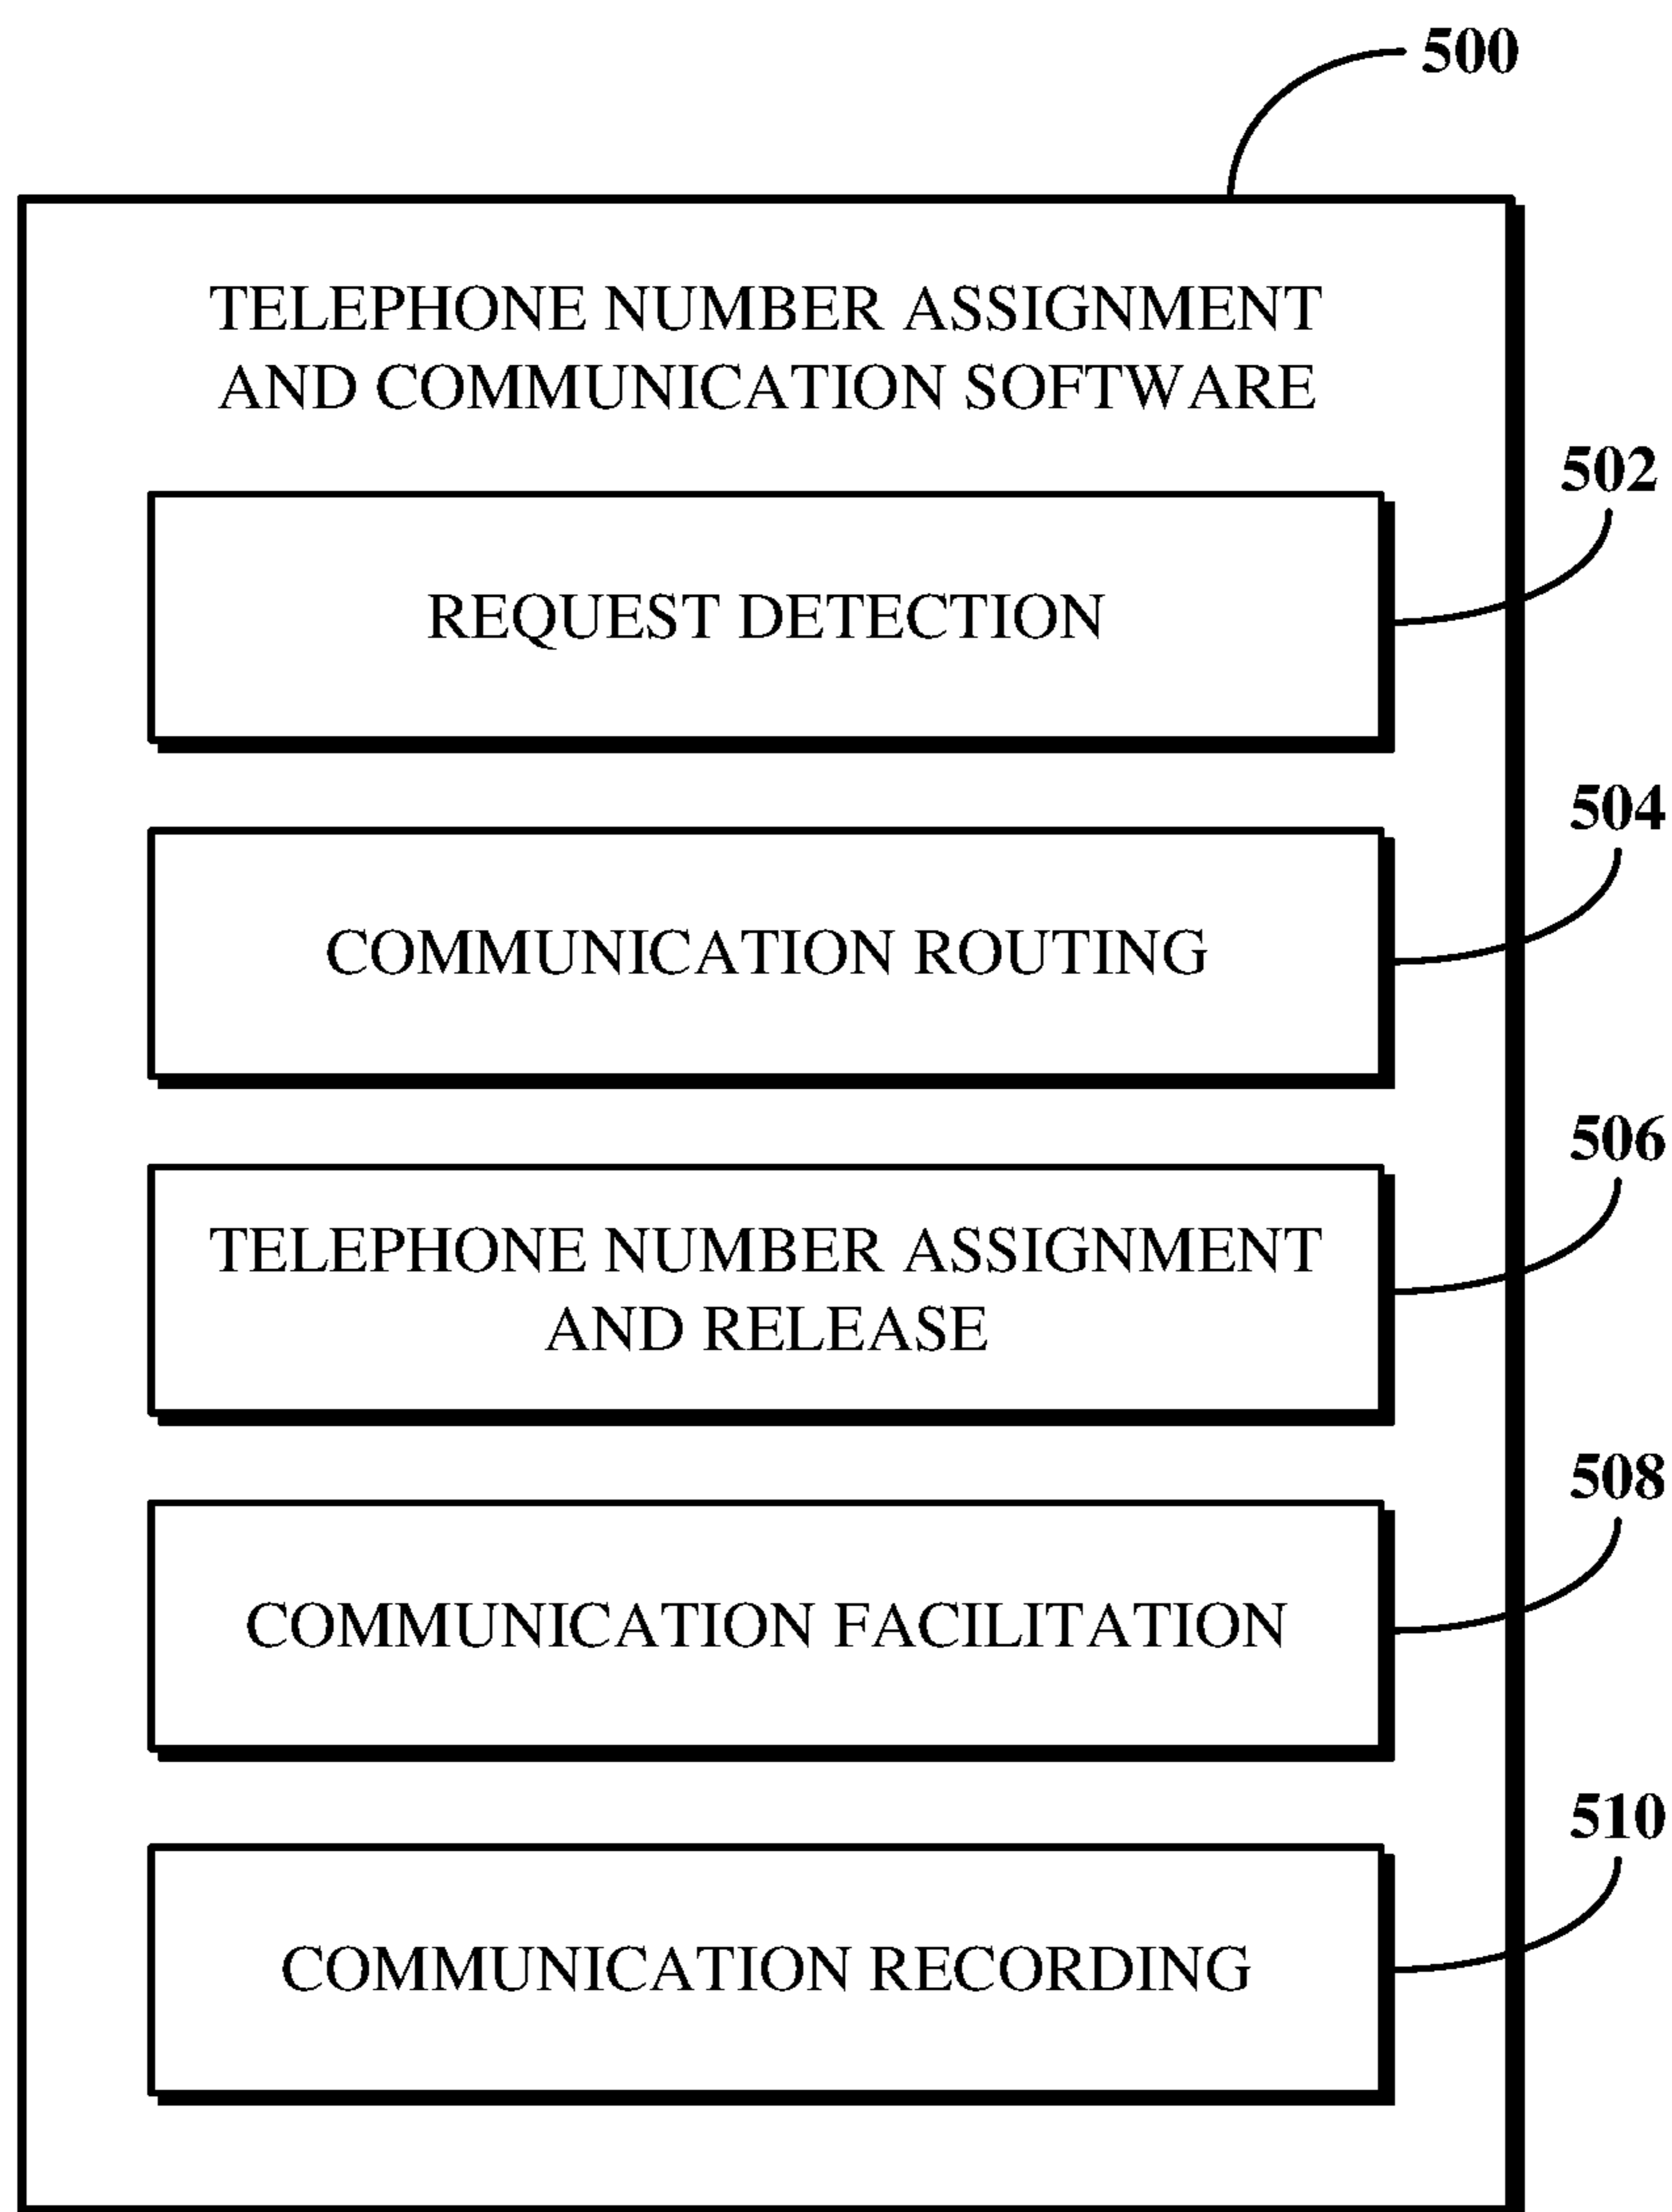 500
TELEPHONE NUMBER ASSIGNMENT
AND COMMUNICATION SOFTWARE
502
REQUEST DETECTION
504
COMMUNICATION ROUTING
506
TELEPHONE NUMBER ASSIGNMENT
AND RELEASE
508
COMMUNICATION FACILITATION
510
COMMUNICATION RECORDING